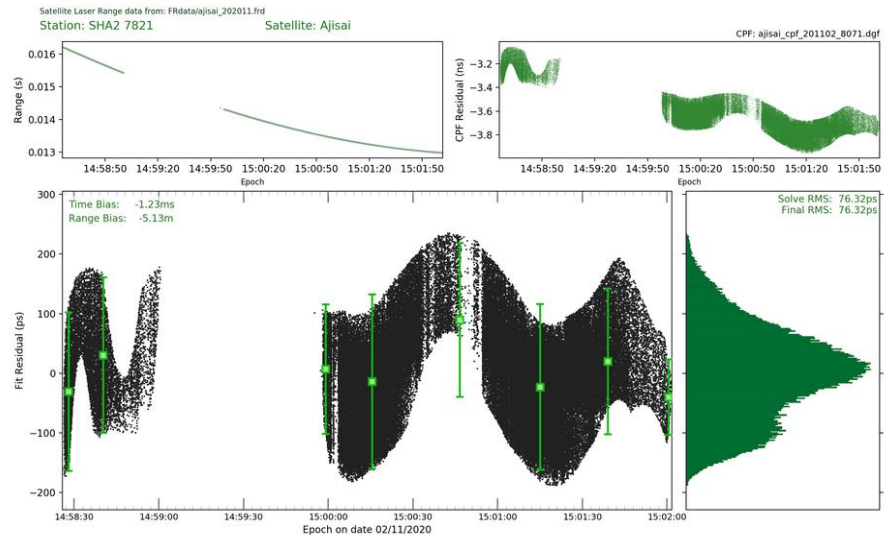 Satellite Laser Range data from: FRdata/ajisai_202011.frd
Station: SHA2 7821
Satellite: Ajisai
CPF: ajisai_cpf_201102_8071.dgf
Range (s)
0.016
0.015
0.014
0.013
14:58:50 14:59:20 14:59:50 15:00:20 15:00:50 15:01:20 15:01:50
Epoch
CPF Residual (ns)
−3.2
−3.4
−3.6
−3.8
14:58:50 14:59:20 14:59:50 15:00:20 15:00:50 15:01:20 15:01:50
Epoch
Time Bias: -1.23ms
Range Bias: -5.13m
Fit Residual (ps)
300
200
100
0
−100
−200
14:58:30 14:59:00 14:59:30 15:00:00 15:00:30 15:01:00 15:01:30 15:02:00
Epoch on date 02/11/2020
Solve RMS: 76.32ps
Final RMS: 76.32ps